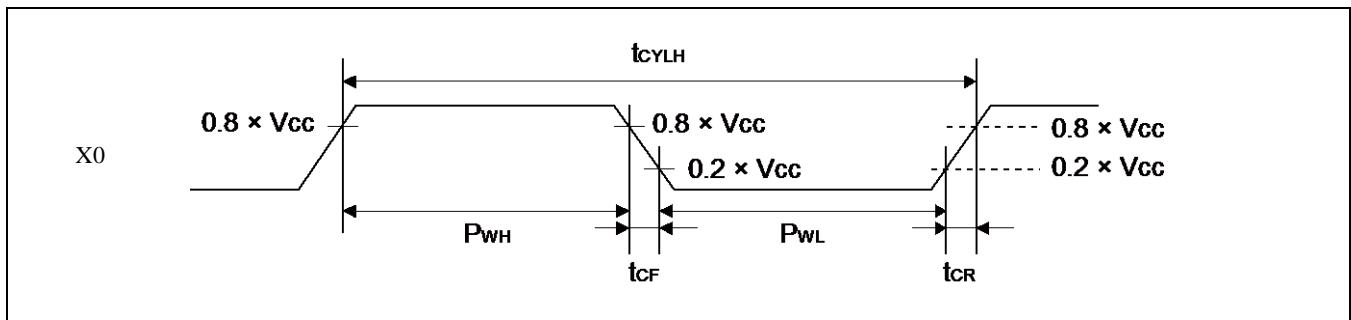 tCYLH
0.8 × Vcc
0.8 × Vcc
0.8 × Vcc
X0
0.2 × Vcc
0.2 × Vcc
PWH
PWL
tCF
tCR